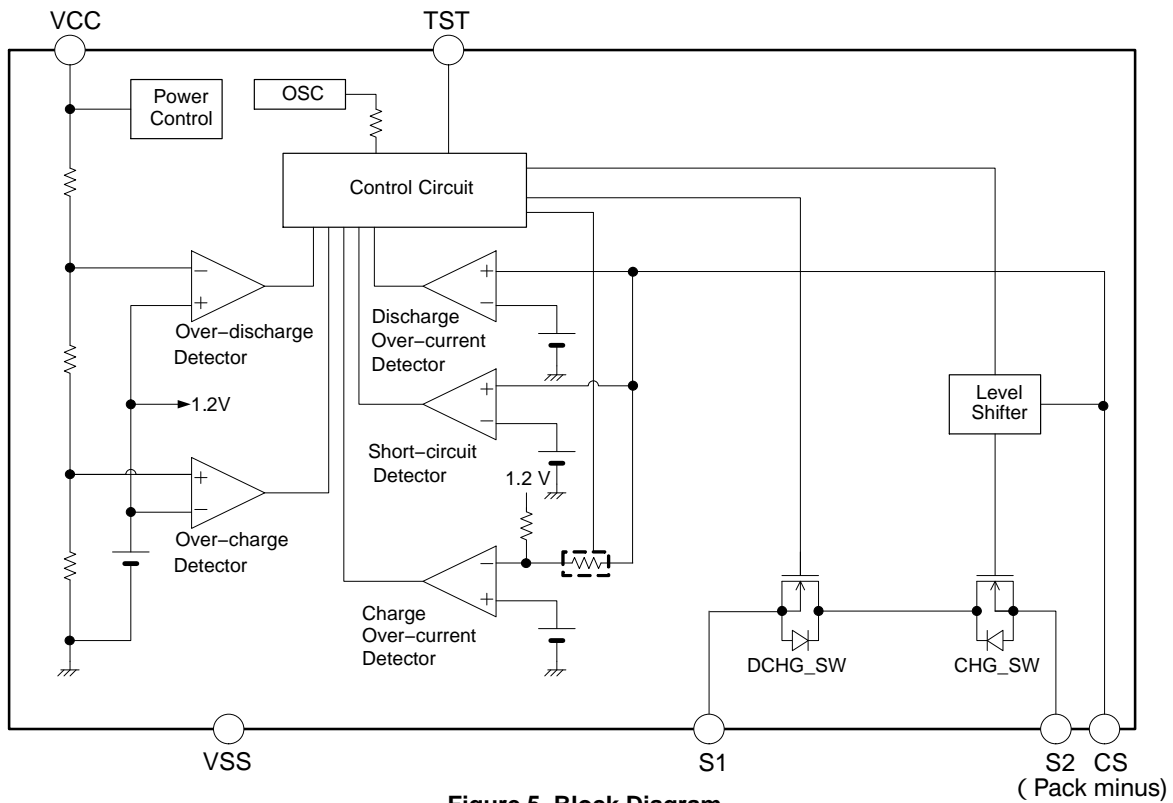 VCC
TST
Power
Control
OSC
Control Circuit
−
+
Over−discharge
Detector
+
−
Discharge
Over−current
Detector
1.2V
+
−
Short−circuit
Detector
Level
Shifter
+
−
Over−charge
Detector
1.2 V
−
+
Charge
Over−current
Detector
DCHG_SW
CHG_SW
VSS
S1
S2
CS
( Pack minus)
Figure 5. Block Diagram